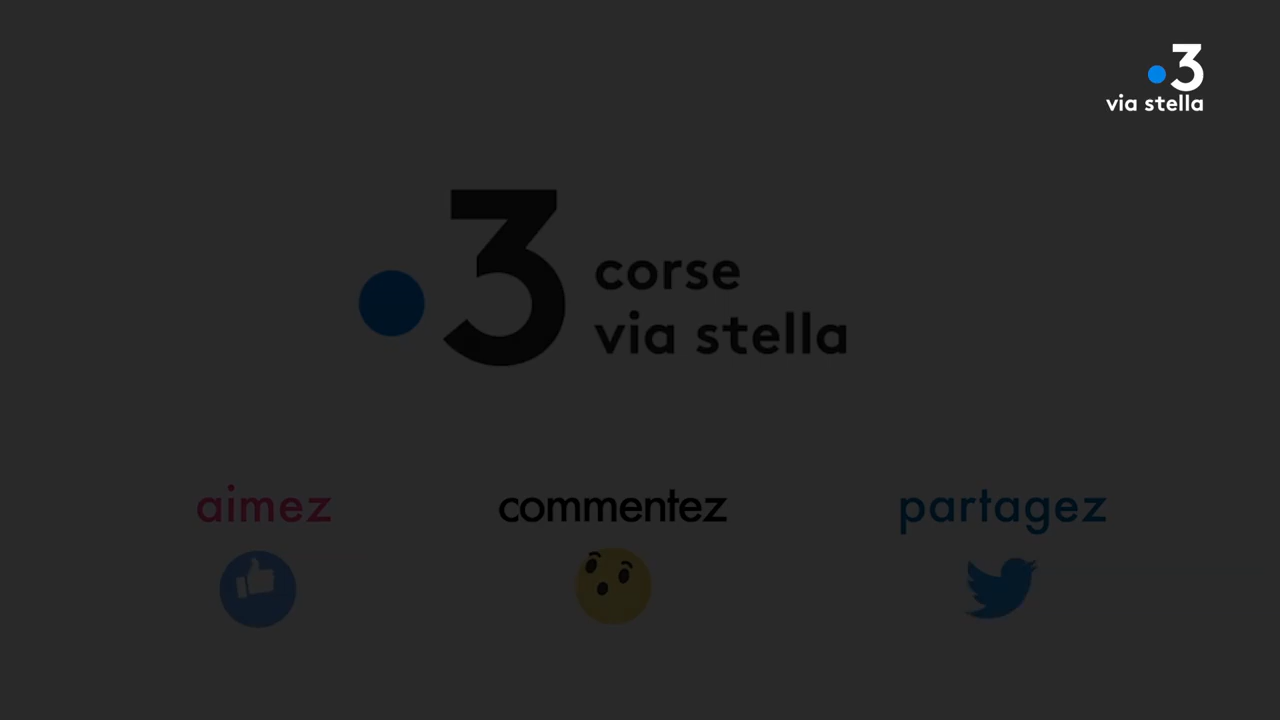 3
via stella
3
corse
via stella
aimez
commentez
partagez